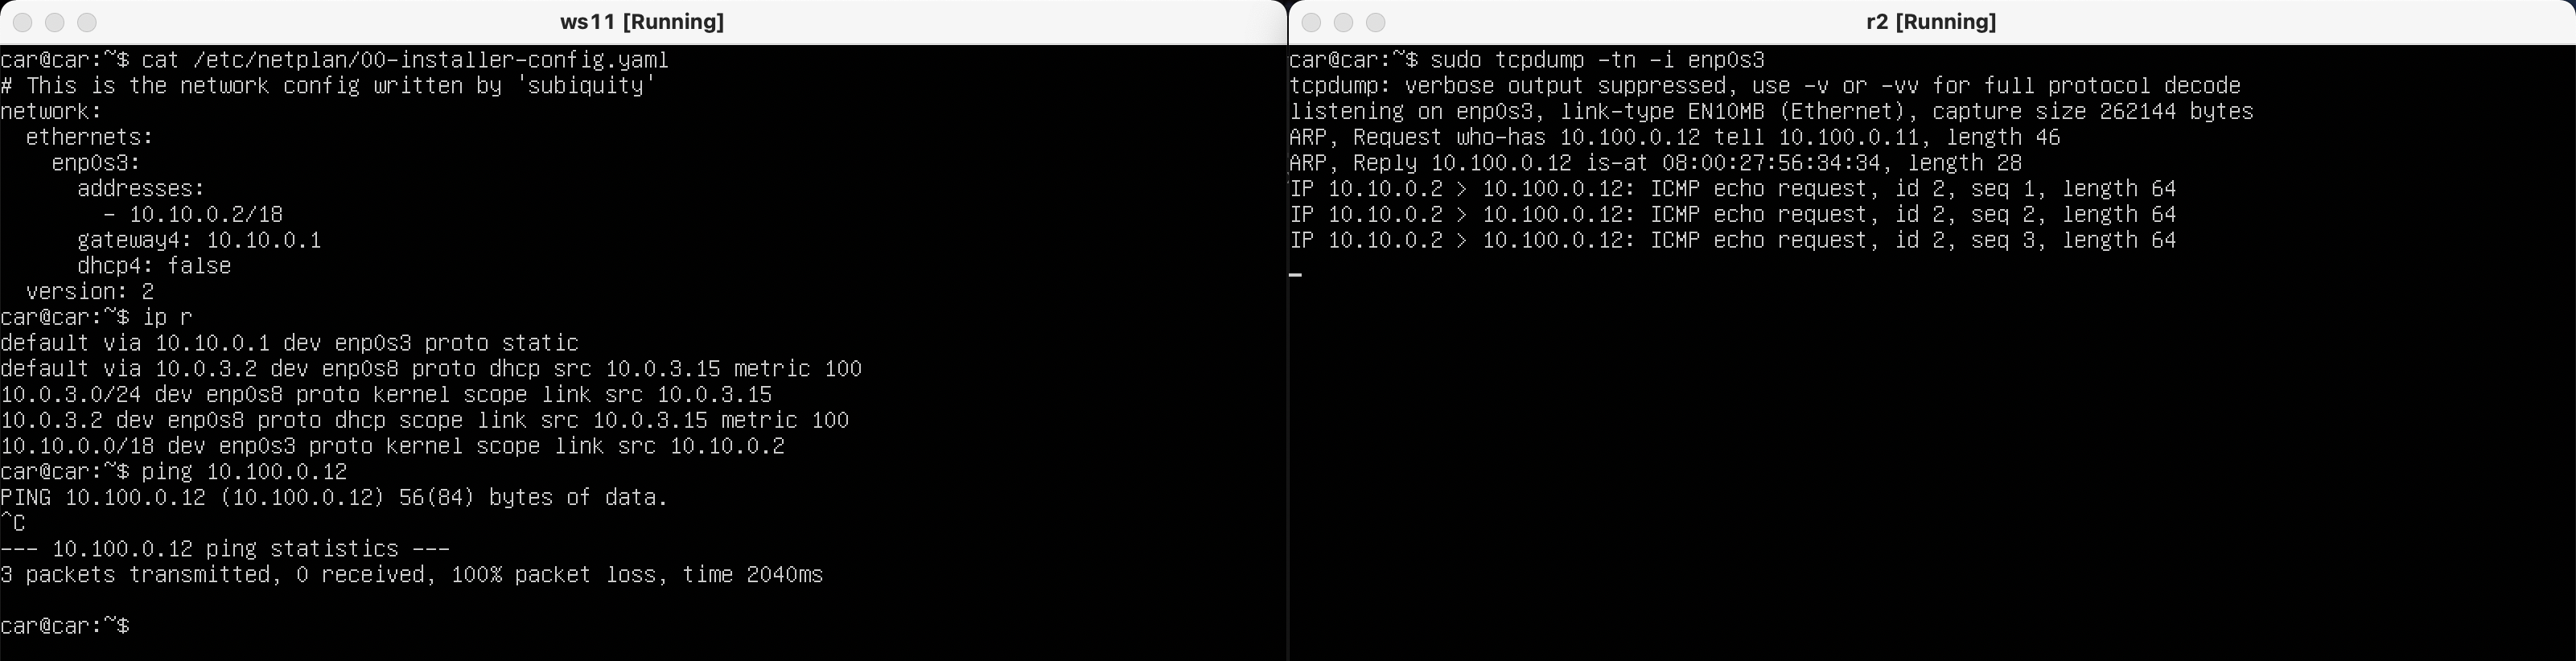 ws11 [Running]
car@car:~$ cat /etc/netplan/00-installer-config.yaml
# This is the network config written by 'subiquity'
network:
  ethernets:
    enp0s3:
      addresses:
        - 10.10.0.2/18
      gateway4: 10.10.0.1
      dhcp4: false
  version: 2
car@car:~$ ip r
default via 10.10.0.1 dev enp0s3 proto static
default via 10.0.3.2 dev enp0s8 proto dhcp src 10.0.3.15 metric 100
10.0.3.0/24 dev enp0s8 proto kernel scope link src 10.0.3.15
10.0.3.2 dev enp0s8 proto dhcp scope link src 10.0.3.15 metric 100
10.10.0.0/18 dev enp0s3 proto kernel scope link src 10.10.0.2
car@car:~$ ping 10.100.0.12
PING 10.100.0.12 (10.100.0.12) 56(84) bytes of data.
^C
--- 10.100.0.12 ping statistics ---
3 packets transmitted, 0 received, 100% packet loss, time 2040ms
car@car:~$
r2 [Running]
car@car:~$ sudo tcpdump -tn -i enp0s3
tcpdump: verbose output suppressed, use -v or -vv for full protocol decode
listening on enp0s3, link-type EN10MB (Ethernet), capture size 262144 bytes
ARP, Request who-has 10.100.0.12 tell 10.100.0.11, length 46
ARP, Reply 10.100.0.12 is-at 08:00:27:56:34:34, length 28
IP 10.10.0.2 > 10.100.0.12: ICMP echo request, id 2, seq 1, length 64
IP 10.10.0.2 > 10.100.0.12: ICMP echo request, id 2, seq 2, length 64
IP 10.10.0.2 > 10.100.0.12: ICMP echo request, id 2, seq 3, length 64